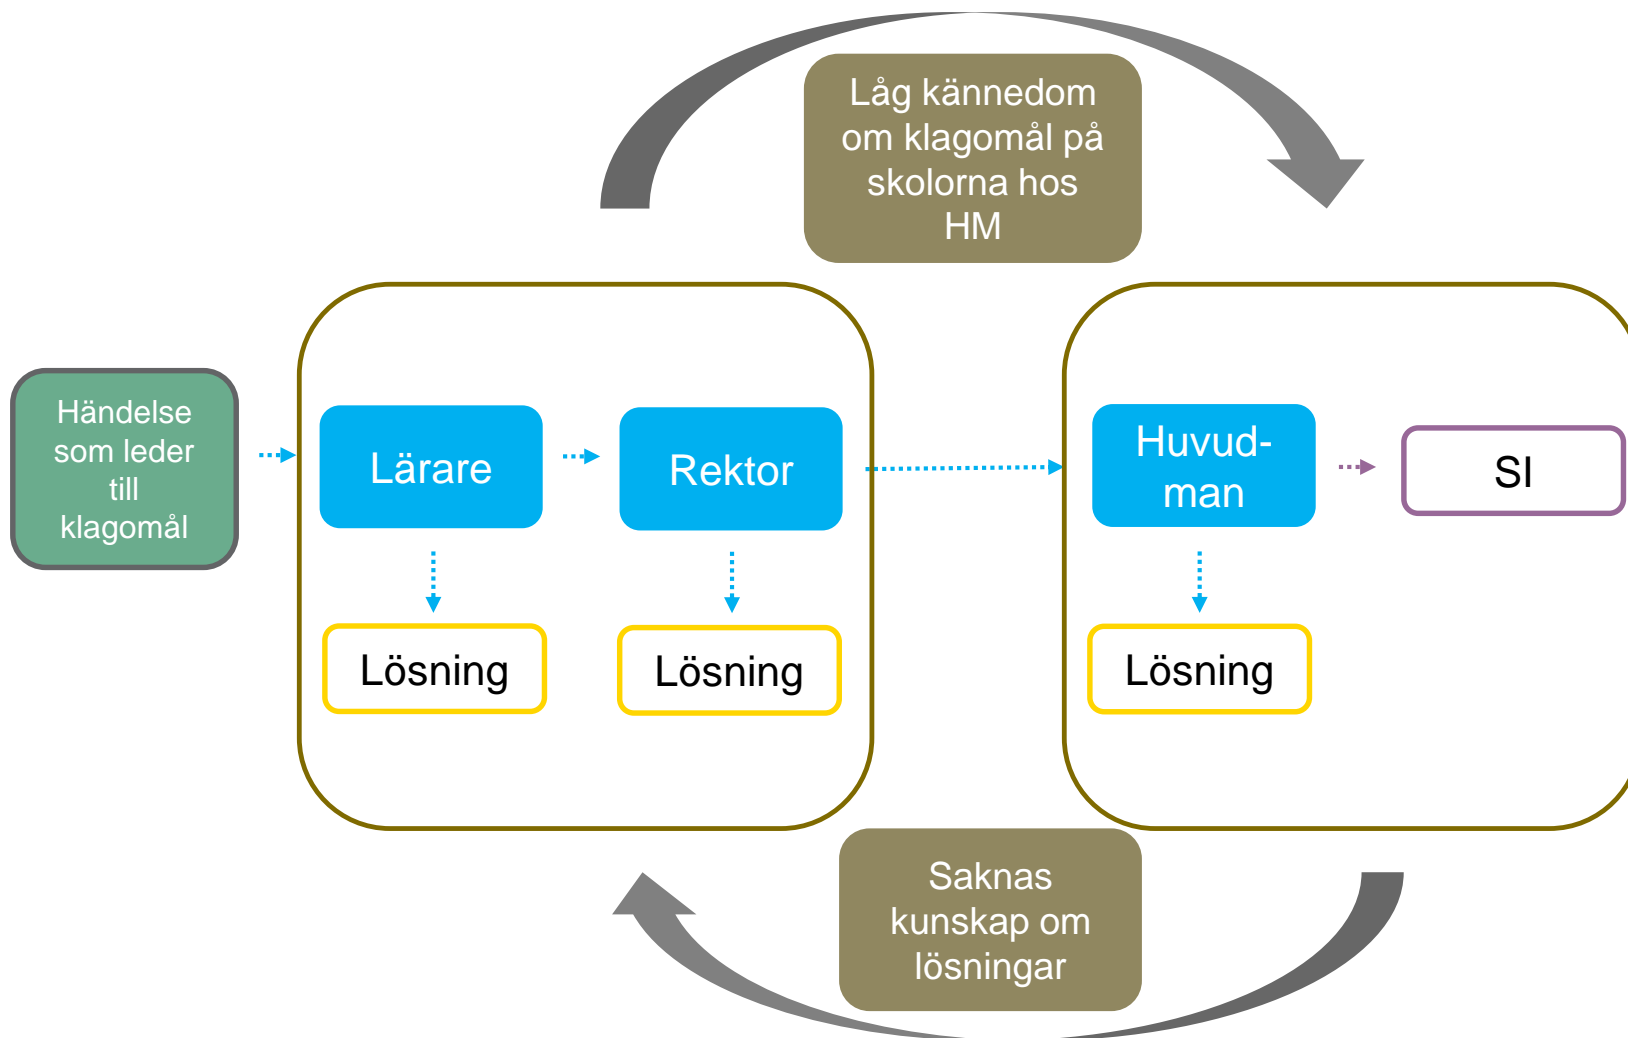 Låg kännedom
om klagomål på
skolorna hos
HM
Händelse
som leder
till
klagomål
Lärare
Rektor
Huvud-
man
SI
Lösning
Lösning
Lösning
Saknas
kunskap om
lösningar